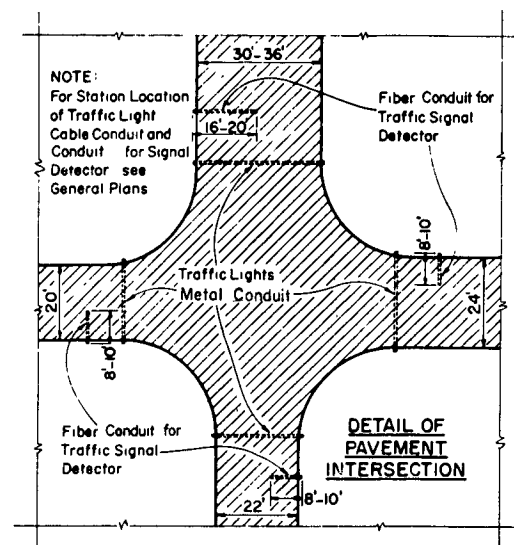 30'-36'
NOTE:
For Station Location
of Traffic Light
Cable Conduit and
Conduit for Signal
Detector see
General Plans
16'-20'
Fiber Conduit for
Traffic Signal
Detector
8'-10'
20'
Traffic Lights
Metal Conduit
24'
8'-10'
Fiber Conduit for
Traffic Signal
Detector
DETAIL OF
PAVEMENT
INTERSECTION
8'-10'
22'